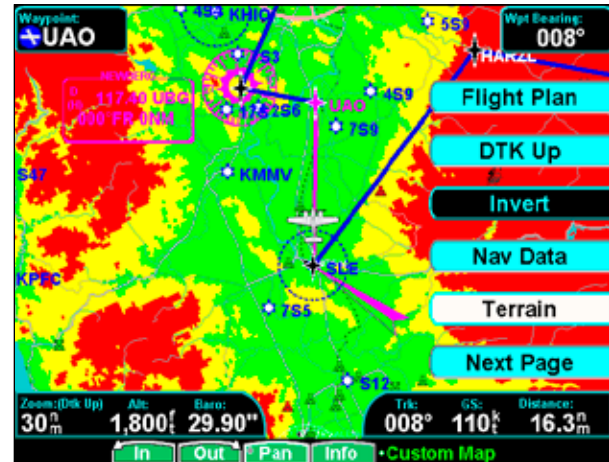 Waypoint:
UAO
Wpt Bearing:
008°
4S4
KHIO
5S9
HARZL
S3
NEWBERG
117.40 UBG
000°FR 0NM
17S
2S6
UAO
4S9
7S9
Flight Plan
DTK Up
Invert
Nav Data
Terrain
Next Page
S47
KMMV
KPFC
SLE
7S5
S12
Zoom:(Dtk Up)
30nm
Alt:
1,800ft
Baro:
29.90"
Trk:
008°
GS:
110kt
Distance:
16.3nm
In
Out
Pan
Info
Custom Map